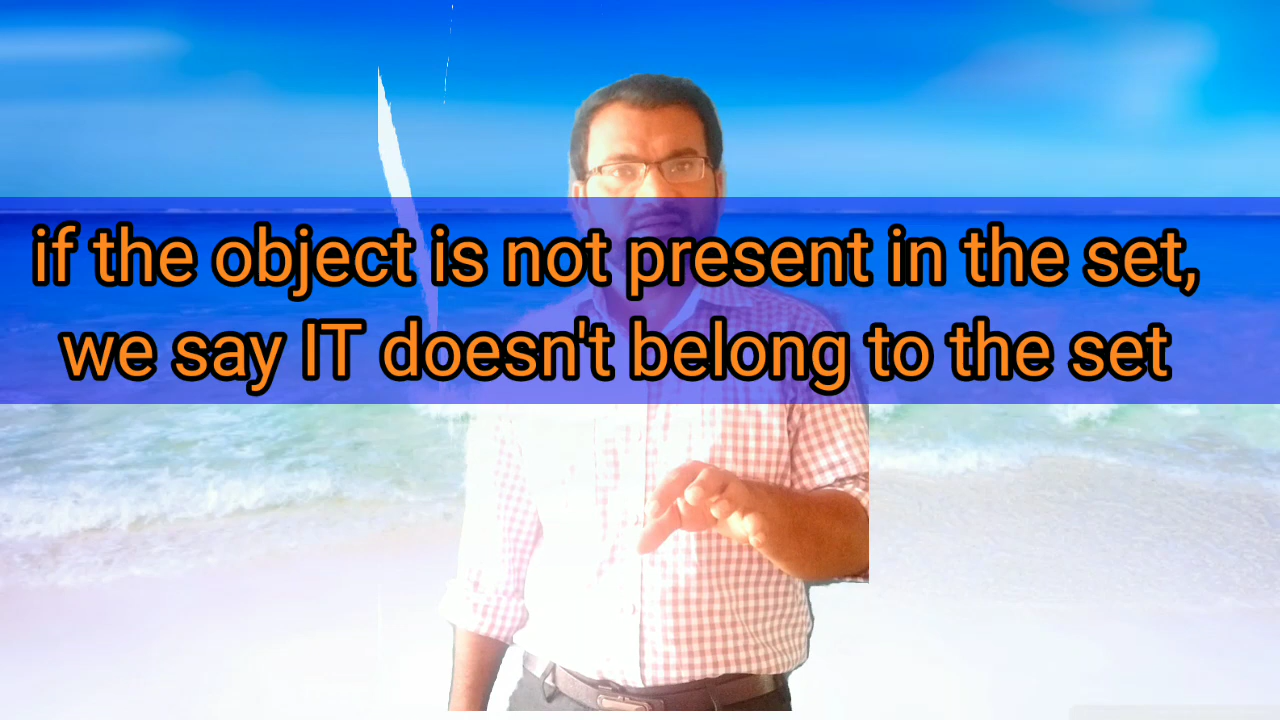 if the object is not present in the set,
we say IT doesn't belong to the set